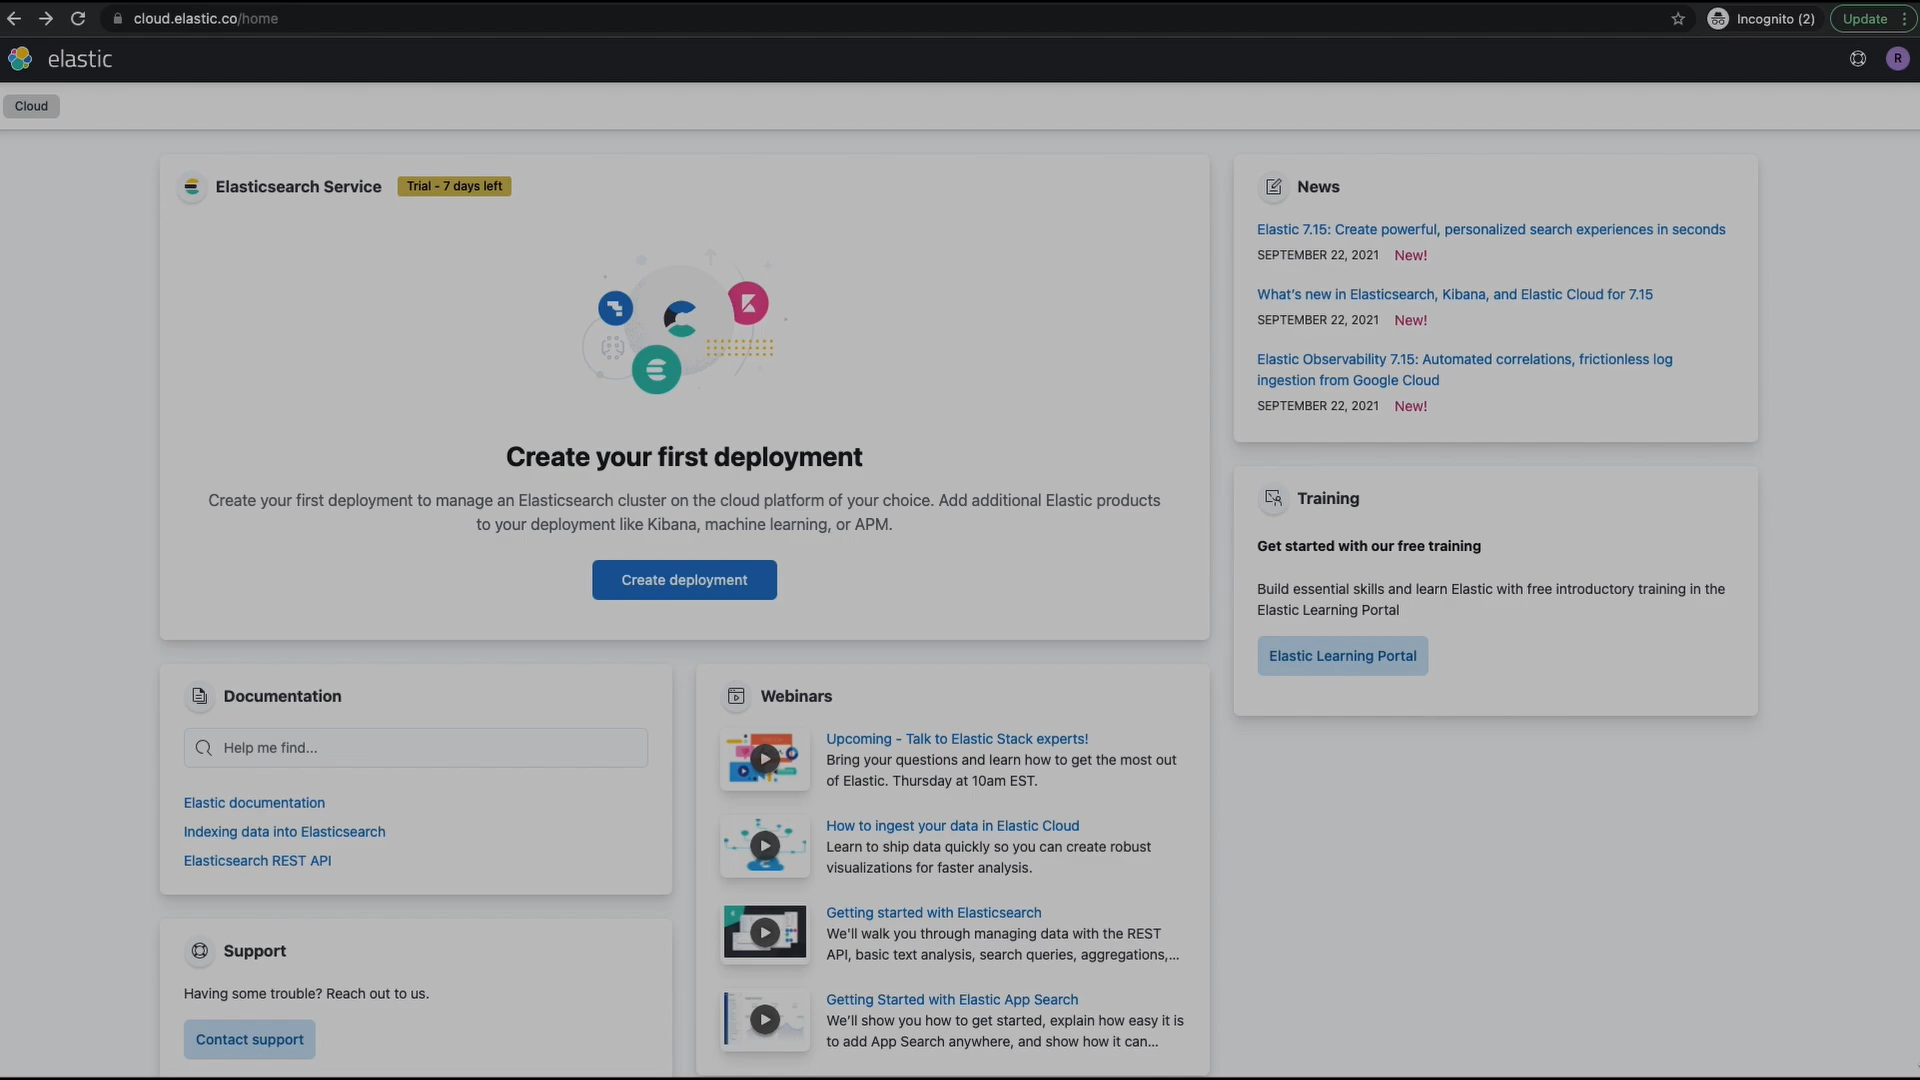 cloud.elastic.co/home
Incognito (2)
Update
elastic
R
Cloud
Elasticsearch Service
Trial - 7 days left
Create your first deployment
Create your first deployment to manage an Elasticsearch cluster on the cloud platform of your choice. Add additional Elastic products
to your deployment like Kibana, machine learning, or APM.
Create deployment
News
Elastic 7.15: Create powerful, personalized search experiences in seconds
SEPTEMBER 22, 2021 New!
What's new in Elasticsearch, Kibana, and Elastic Cloud for 7.15
SEPTEMBER 22, 2021 New!
Elastic Observability 7.15: Automated correlations, frictionless log
ingestion from Google Cloud
SEPTEMBER 22, 2021 New!
Training
Get started with our free training
Build essential skills and learn Elastic with free introductory training in the
Elastic Learning Portal
Elastic Learning Portal
Documentation
Help me find...
Elastic documentation
Indexing data into Elasticsearch
Elasticsearch REST API
Support
Having some trouble? Reach out to us.
Contact support
Webinars
Upcoming - Talk to Elastic Stack experts!
Bring your questions and learn how to get the most out
of Elastic. Thursday at 10am EST.
How to ingest your data in Elastic Cloud
Learn to ship data quickly so you can create robust
visualizations for faster analysis.
Getting started with Elasticsearch
We'll walk you through managing data with the REST
API, basic text analysis, search queries, aggregations,...
Getting Started with Elastic App Search
We'll show you how to get started, explain how easy it is
to add App Search anywhere, and show how it can...